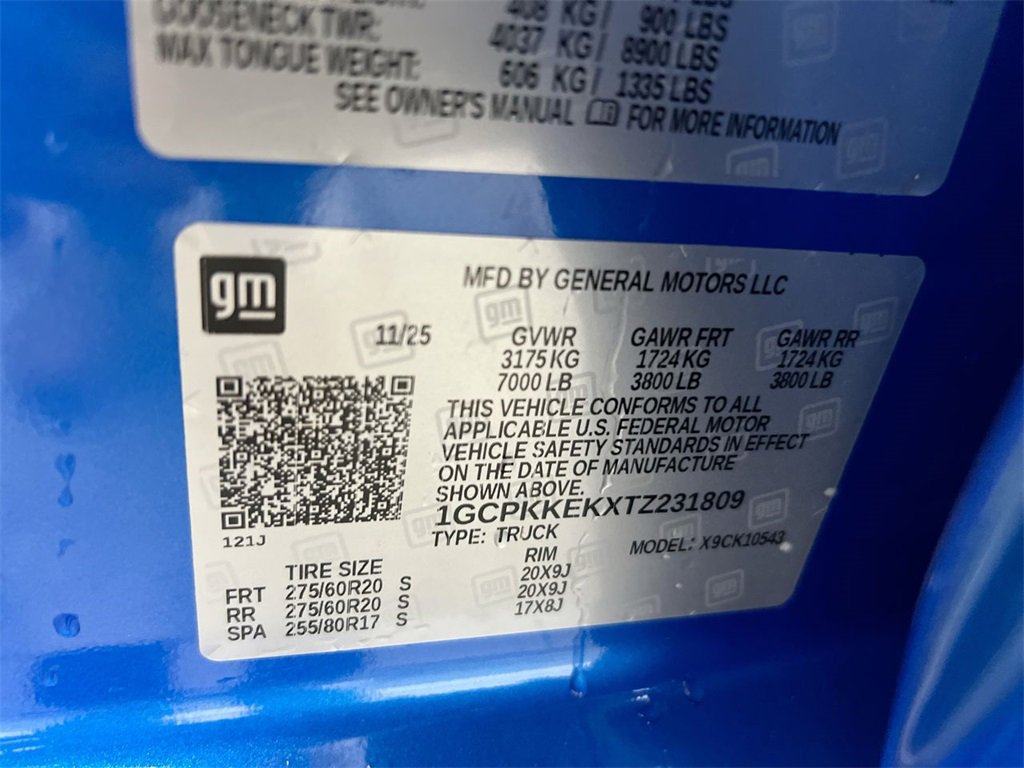 408 KG/ 900 LBS
GOOSENECK TWR: 4037 KG/ 8900 LBS
MAX TONGUE WEIGHT: 606 KG/ 1335 LBS
SEE OWNER'S MANUAL FOR MORE INFORMATION
gm
MFD BY GENERAL MOTORS LLC
11/25 GVWR GAWR FRT GAWR RR
3175 KG 1724 KG 1724 KG
7000 LB 3800 LB 3800 LB
THIS VEHICLE CONFORMS TO ALL
APPLICABLE U.S. FEDERAL MOTOR
VEHICLE SAFETY STANDARDS IN EFFECT
ON THE DATE OF MANUFACTURE
SHOWN ABOVE.
1GCPKKEKXTZ231809
TYPE: TRUCK MODEL: X9CK10543
121J
TIRE SIZE RIM
FRT 275/60R20 S 20X9J
RR 275/60R20 S 20X9J
SPA 255/80R17 S 17X8J